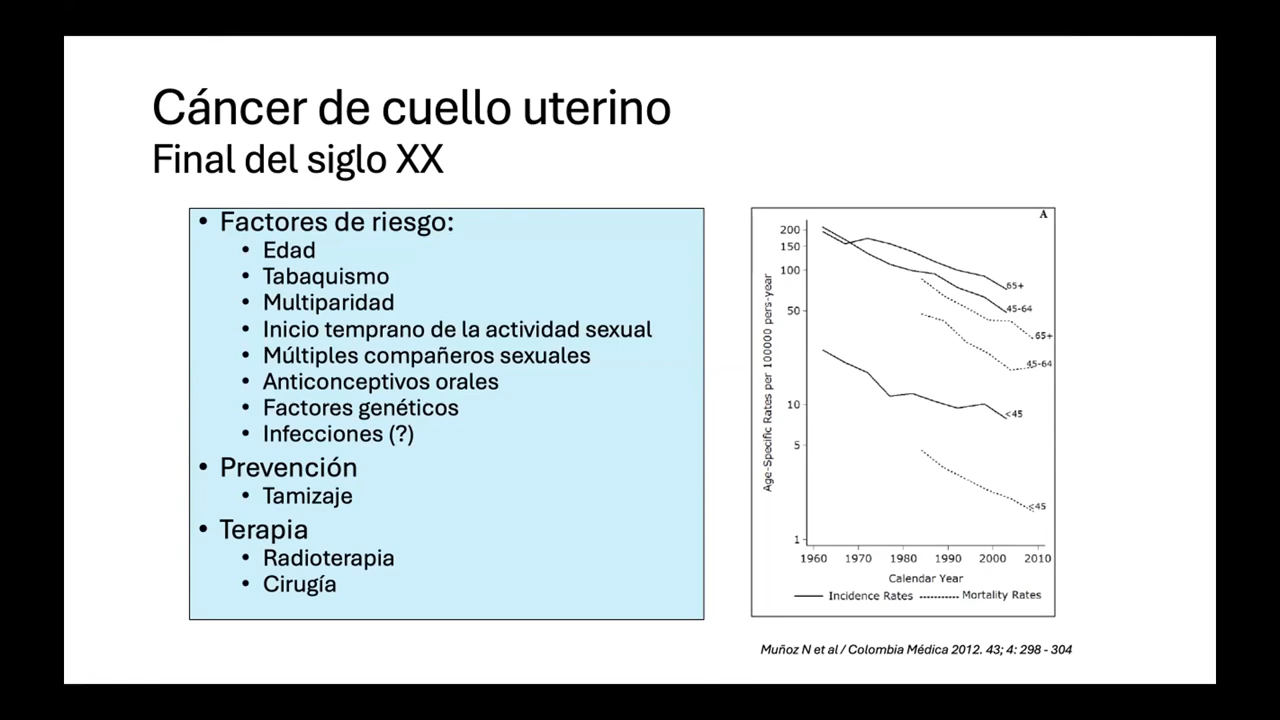 Cáncer de cuello uterino
Final del siglo XX
• Factores de riesgo:
• Edad
• Tabaquismo
• Multiparidad
• Inicio temprano de la actividad sexual
• Múltiples compañeros sexuales
• Anticonceptivos orales
• Factores genéticos
• Infecciones (?)
• Prevención
• Tamizaje
• Terapia
• Radioterapia
• Cirugía
A
Age-Specific Rates per 100000 pers-year
200
150
100
50
10
5
1
65+
45-64
65+
45-64
<45
<45
1960 1970 1980 1990 2000 2010
Calendar Year
Incidence Rates Mortality Rates
Muñoz N et al / Colombia Médica 2012. 43; 4: 298 - 304